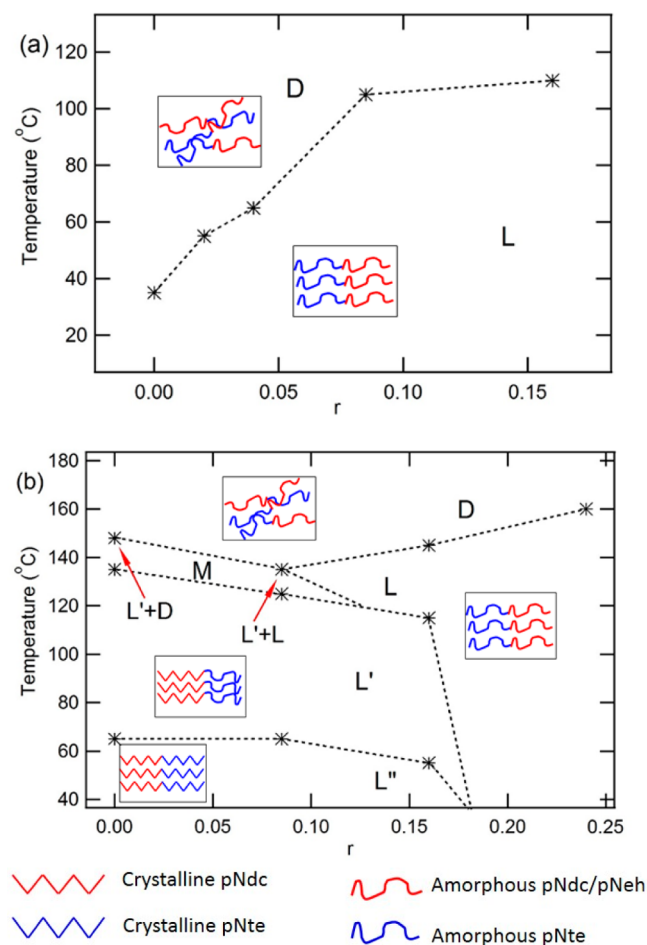 (a)
120
100
80
60
40
20
Temperature (°C)
D
L
0.00 0.05 0.10 0.15
r
(b)
180
160
140
120
100
80
60
40
Temperature (°C)
D
M
L
L'+D
L'+L
L'
L"
0.00 0.05 0.10 0.15 0.20 0.25
r
Crystalline pNdc
Amorphous pNdc/pNeh
Crystalline pNte
Amorphous pNte